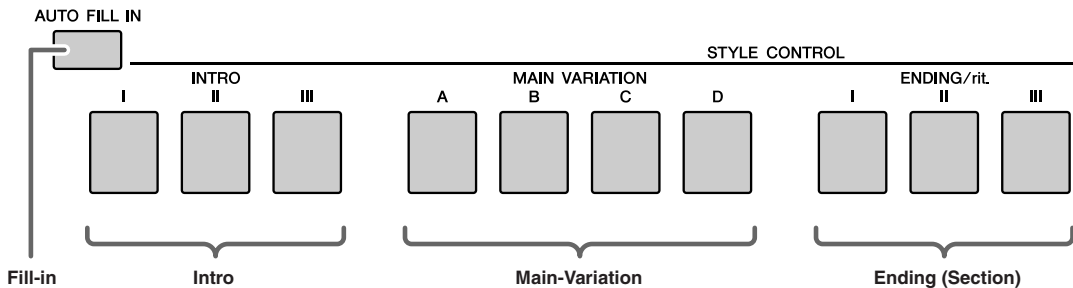 AUTO FILL IN
STYLE CONTROL
INTRO
MAIN VARIATION
ENDING/rit.
I II III
A B C D
I II III
Fill-in
Intro
Main-Variation
Ending (Section)